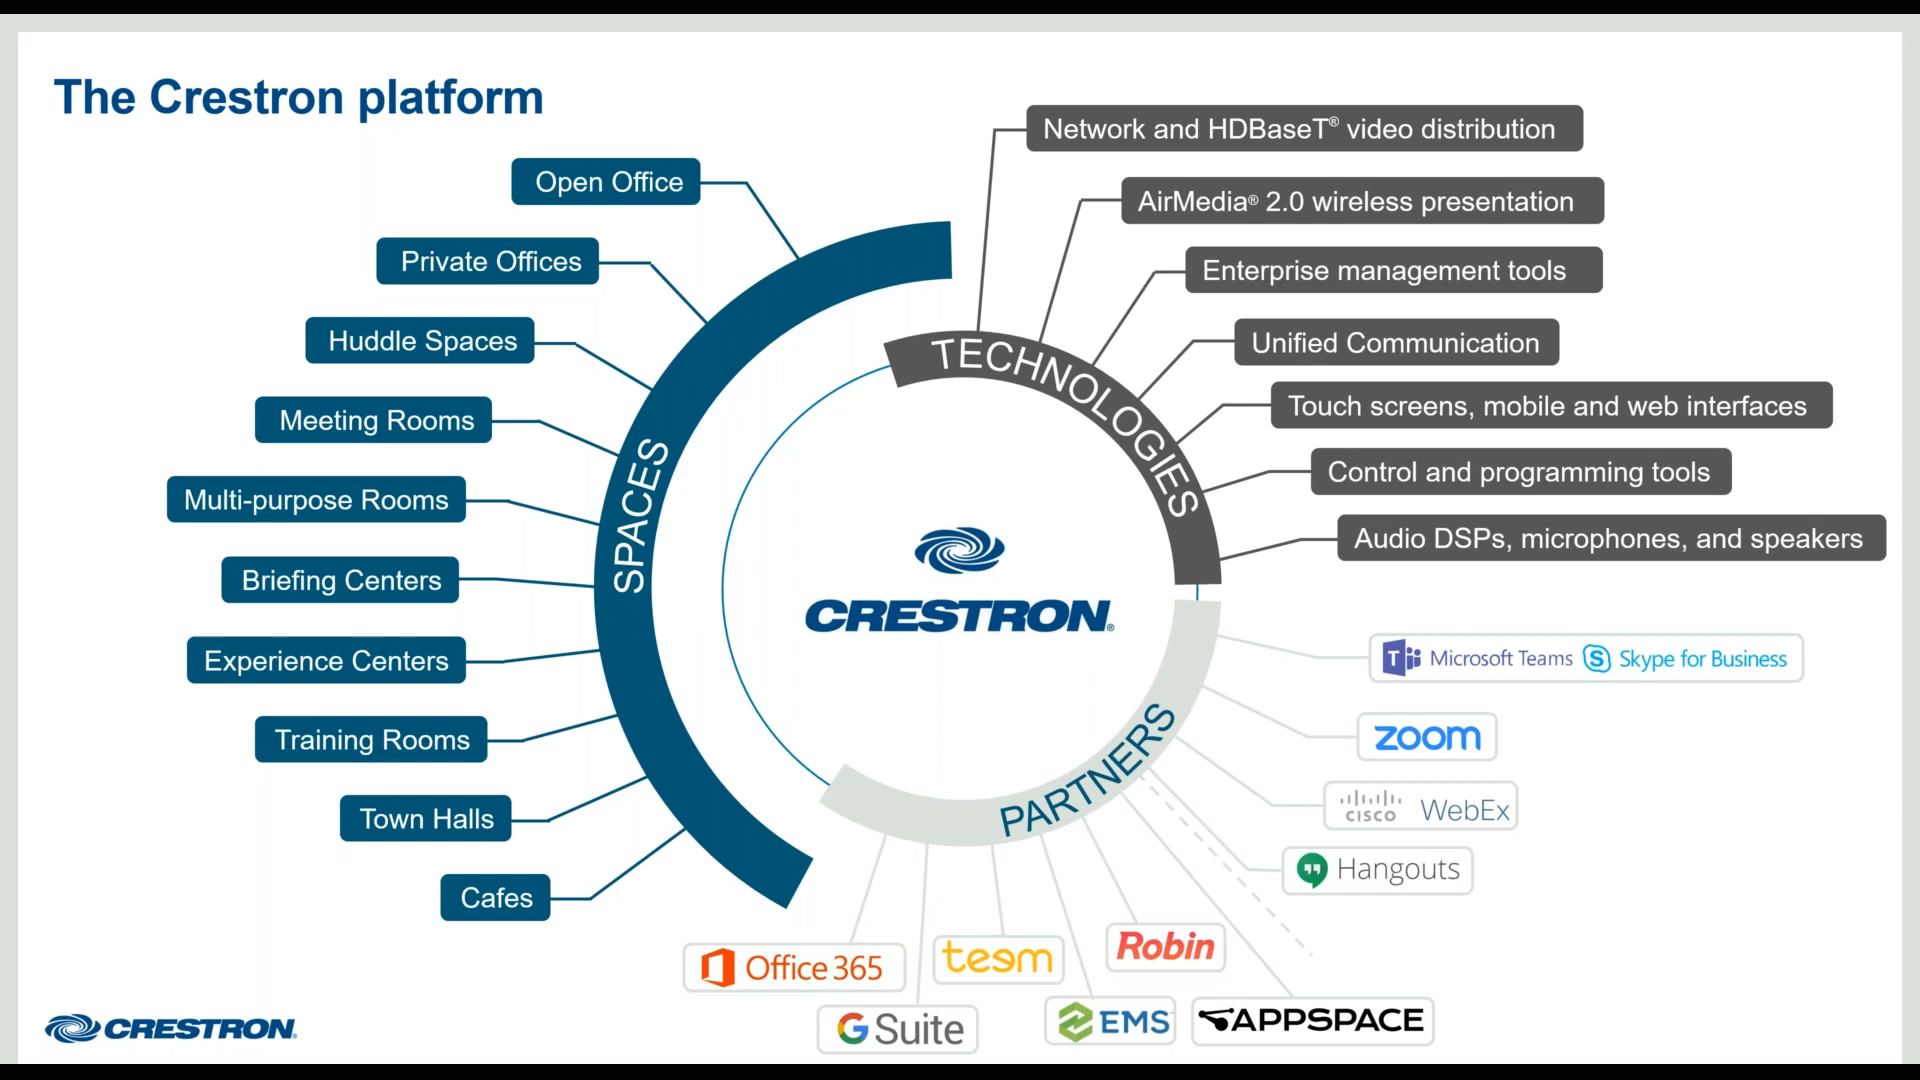 The Crestron platform
Open Office
Private Offices
Huddle Spaces
Meeting Rooms
Multi-purpose Rooms
Briefing Centers
Experience Centers
Training Rooms
Town Halls
Cafes
SPACES
TECHNOLOGIES
Network and HDBaseT® video distribution
AirMedia® 2.0 wireless presentation
Enterprise management tools
Unified Communication
Touch screens, mobile and web interfaces
Control and programming tools
Audio DSPs, microphones, and speakers
CRESTRON®
PARTNERS
Microsoft Teams Skype for Business
zoom
CISCO WebEx
Hangouts
Robin
teem
Office 365
APPSPACE
EMS
G Suite
CRESTRON®